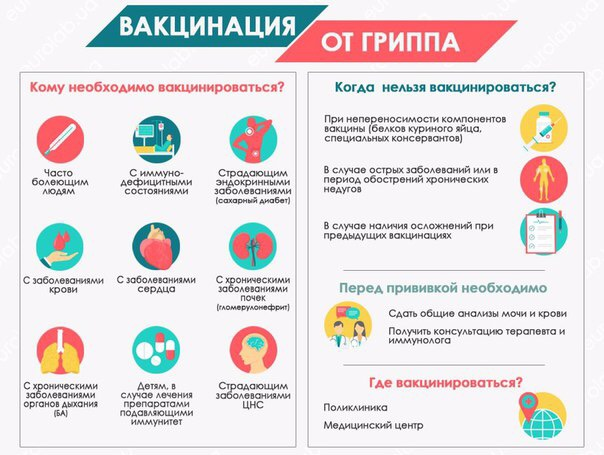 ВАКЦИНАЦИЯ
ОТ ГРИППА
Кому необходимо вакцинироваться?
Часто
болеющим
людям
С иммуно-
дефицитными
состояниями
Страдающим
эндокринными
заболеваниями
(сахарный диабет)
С заболеваниями
крови
С заболеваниями
сердца
С хроническими
заболеваниями
почек
(гломерулонефрит)
С хроническими
заболеваниями
органов дыхания
(БА)
Детям, в
случае лечения
препаратами
подавляющими
иммунитет
Страдающим
заболеваниями
ЦНС
Когда нельзя вакцинироваться?
При непереносимости компонентов
вакцины (белков куриного яйца,
специальных консервантов)
В случае острых заболеваний или в
период обострений хронических
недугов
В случае наличия осложнений при
предыдущих вакцинациях
Перед прививкой необходимо
Сдать общие анализы мочи и крови
Получить консультацию терапевта и
иммунолога
Где вакцинироваться?
Поликлиника
Медицинский центр